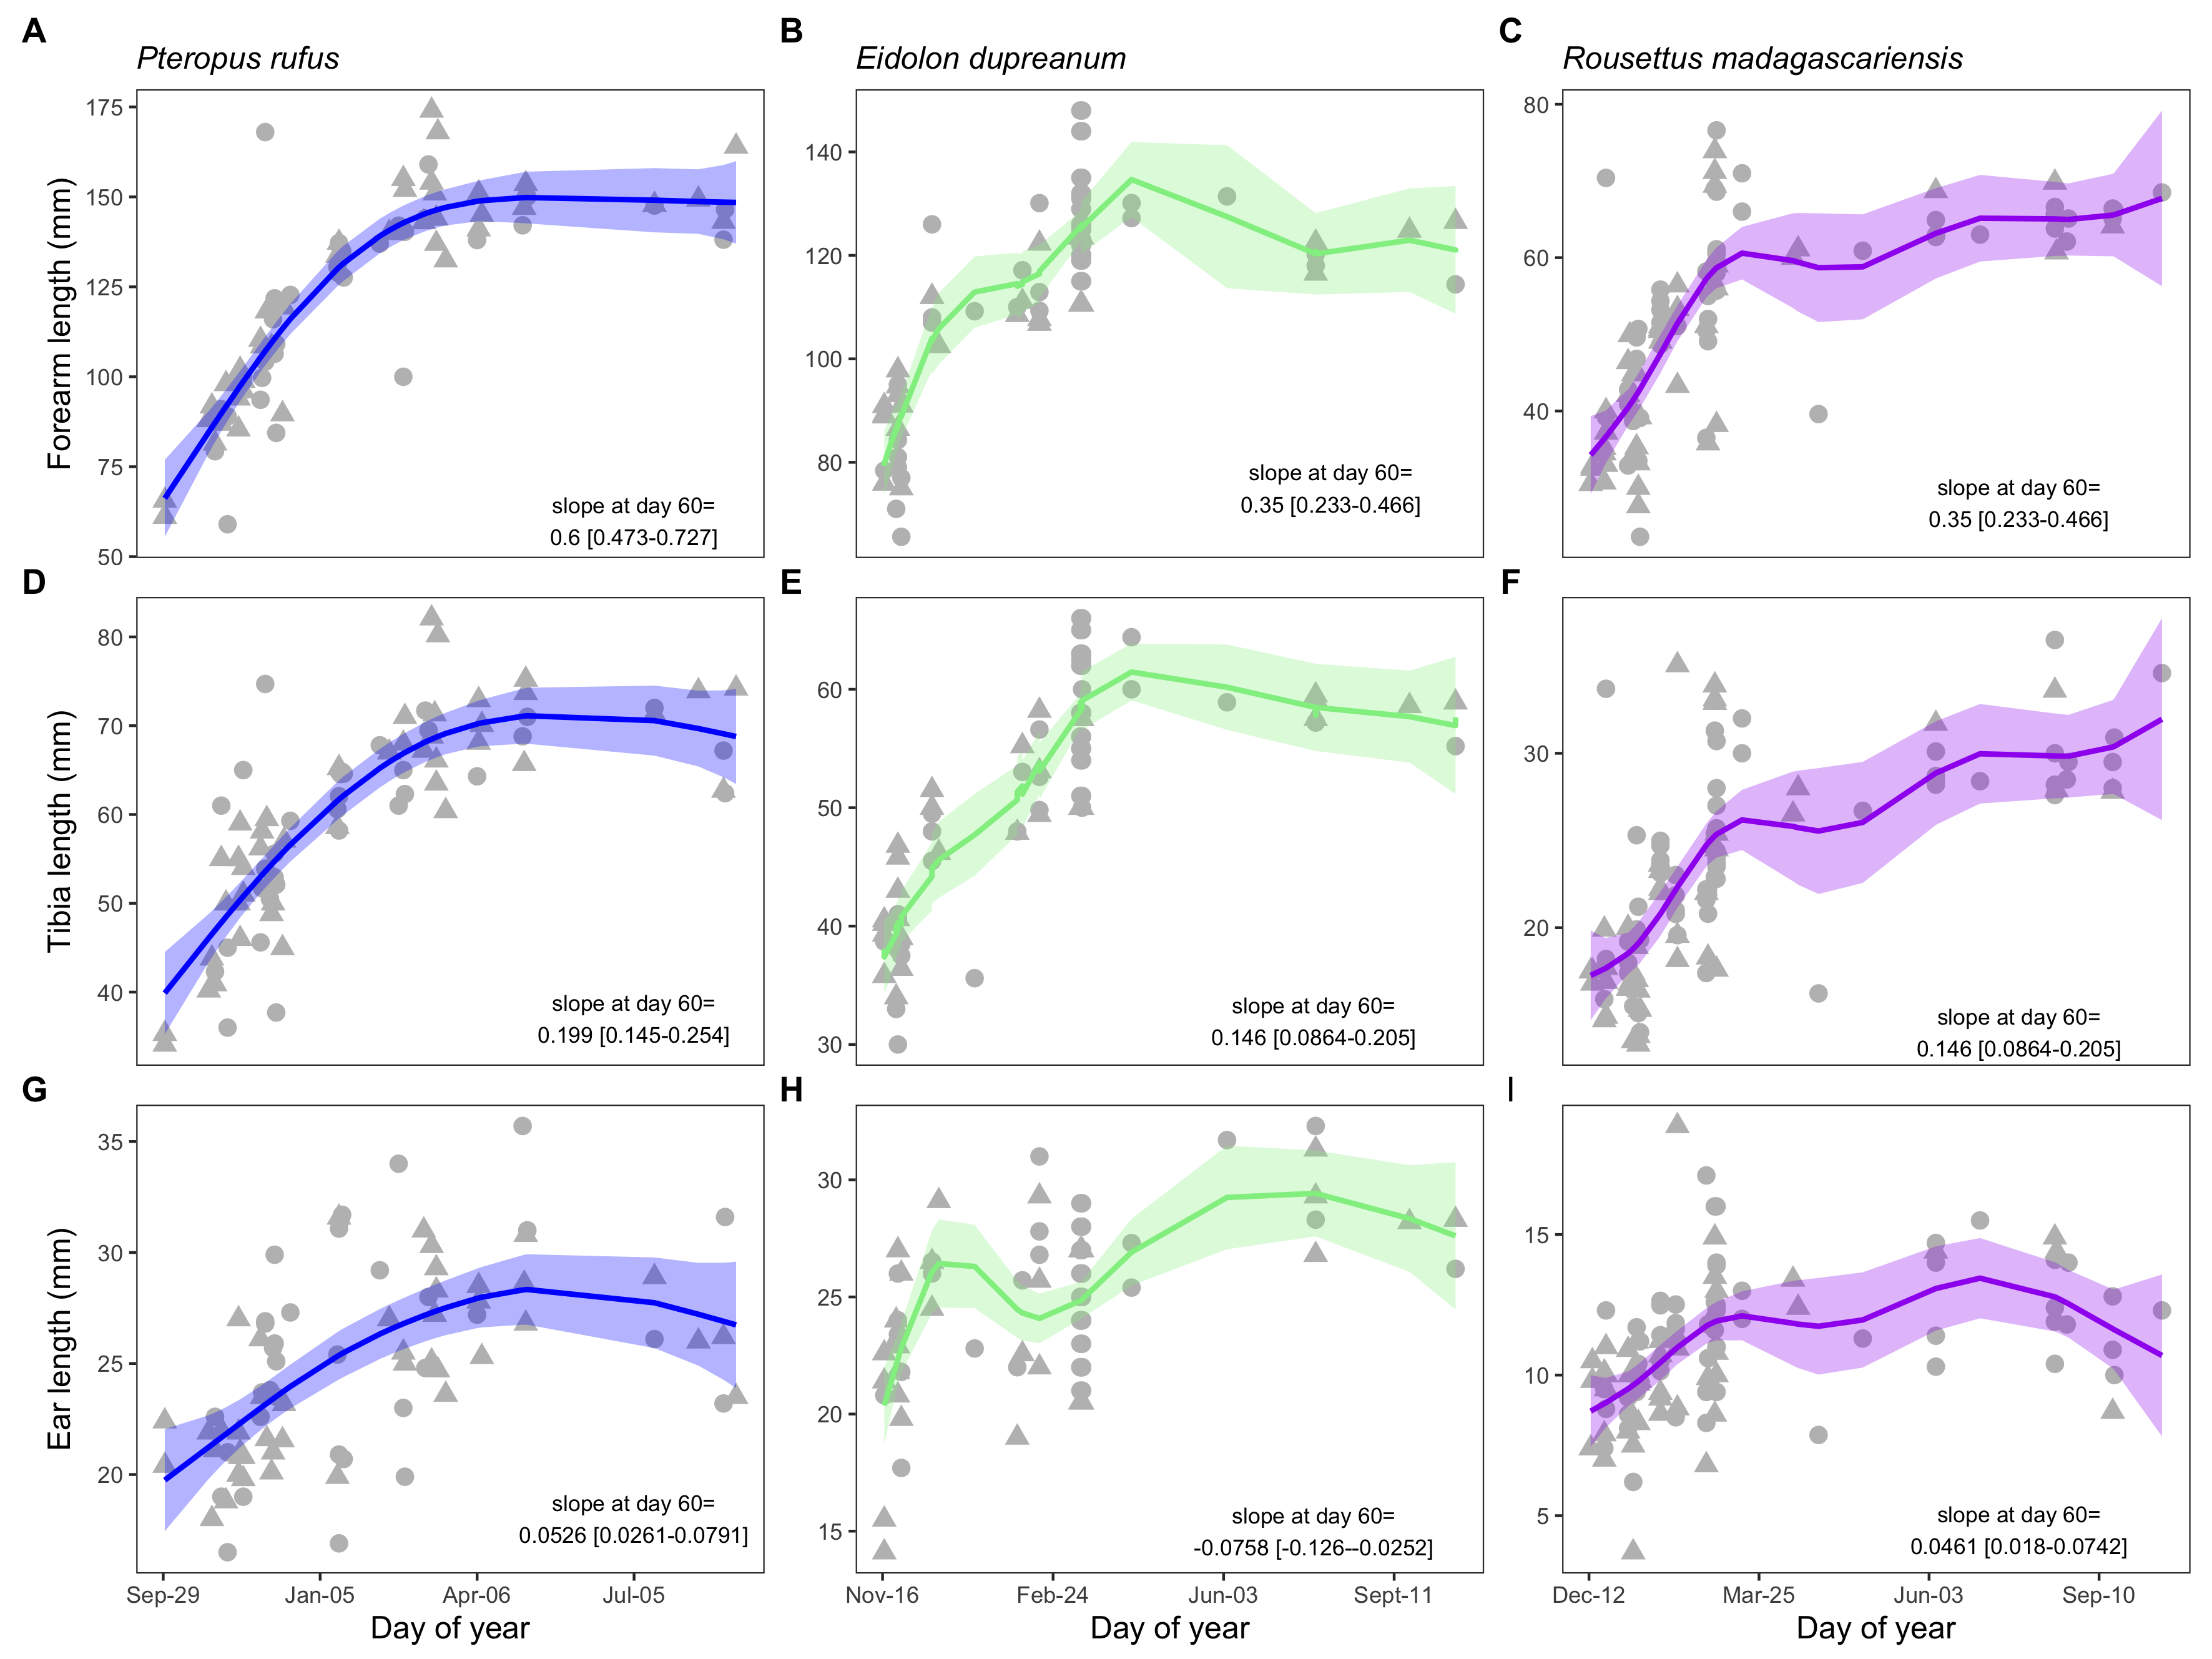 A
B
C
Pteropus rufus
Eidolon dupreanum
Rousettus madagascariensis
Forearm length (mm)
175
150
125
100
75
50
slope at day 60=
0.6 [0.473-0.727]
140
120
100
80
slope at day 60=
0.35 [0.233-0.466]
80
60
40
slope at day 60=
0.35 [0.233-0.466]
D
E
F
Tibia length (mm)
80
70
60
50
40
slope at day 60=
0.199 [0.145-0.254]
60
50
40
30
slope at day 60=
0.146 [0.0864-0.205]
30
20
slope at day 60=
0.146 [0.0864-0.205]
G
H
I
Ear length (mm)
35
30
25
20
slope at day 60=
0.0526 [0.0261-0.0791]
30
25
20
15
slope at day 60=
-0.0758 [-0.126--0.0252]
15
10
5
slope at day 60=
0.0461 [0.018-0.0742]
Sep-29 Jan-05 Apr-06 Jul-05
Nov-16 Feb-24 Jun-03 Sept-11
Dec-12 Mar-25 Jun-03 Sep-10
Day of year
Day of year
Day of year